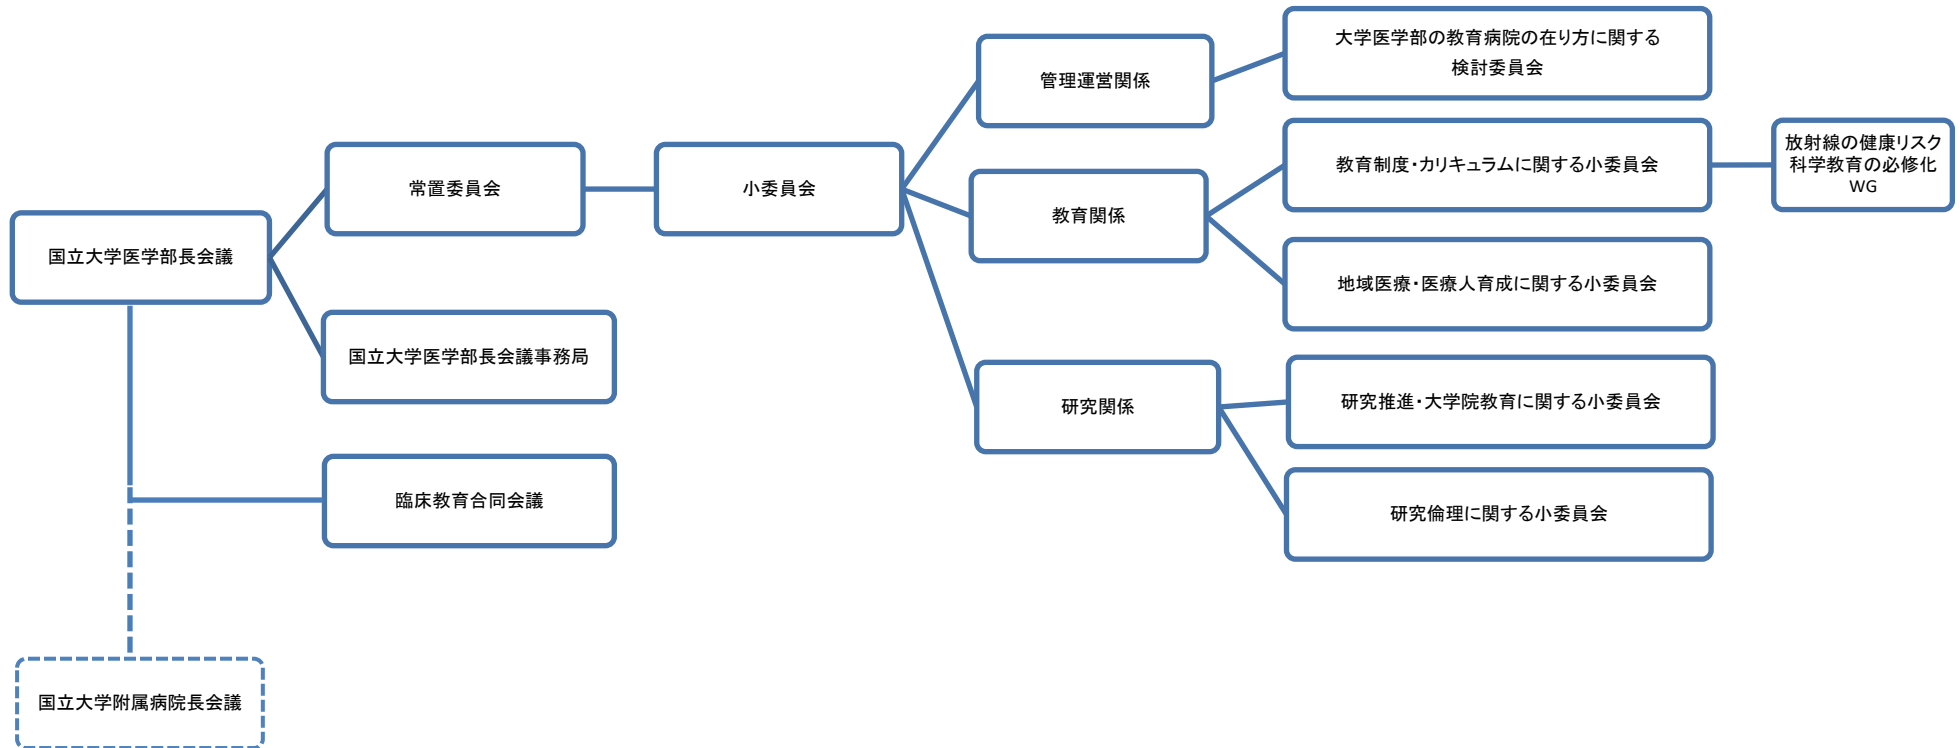 国立大学医学部長会議
常置委員会
国立大学医学部長会議事務局
臨床教育合同会議
国立大学附属病院長会議
小委員会
管理運営関係
教育関係
研究関係
大学医学部の教育病院の在り方に関する
検討委員会
教育制度・カリキュラムに関する小委員会
地域医療・医療人育成に関する小委員会
研究推進・大学院教育に関する小委員会
研究倫理に関する小委員会
放射線の健康リスク
科学教育の必修化
WG